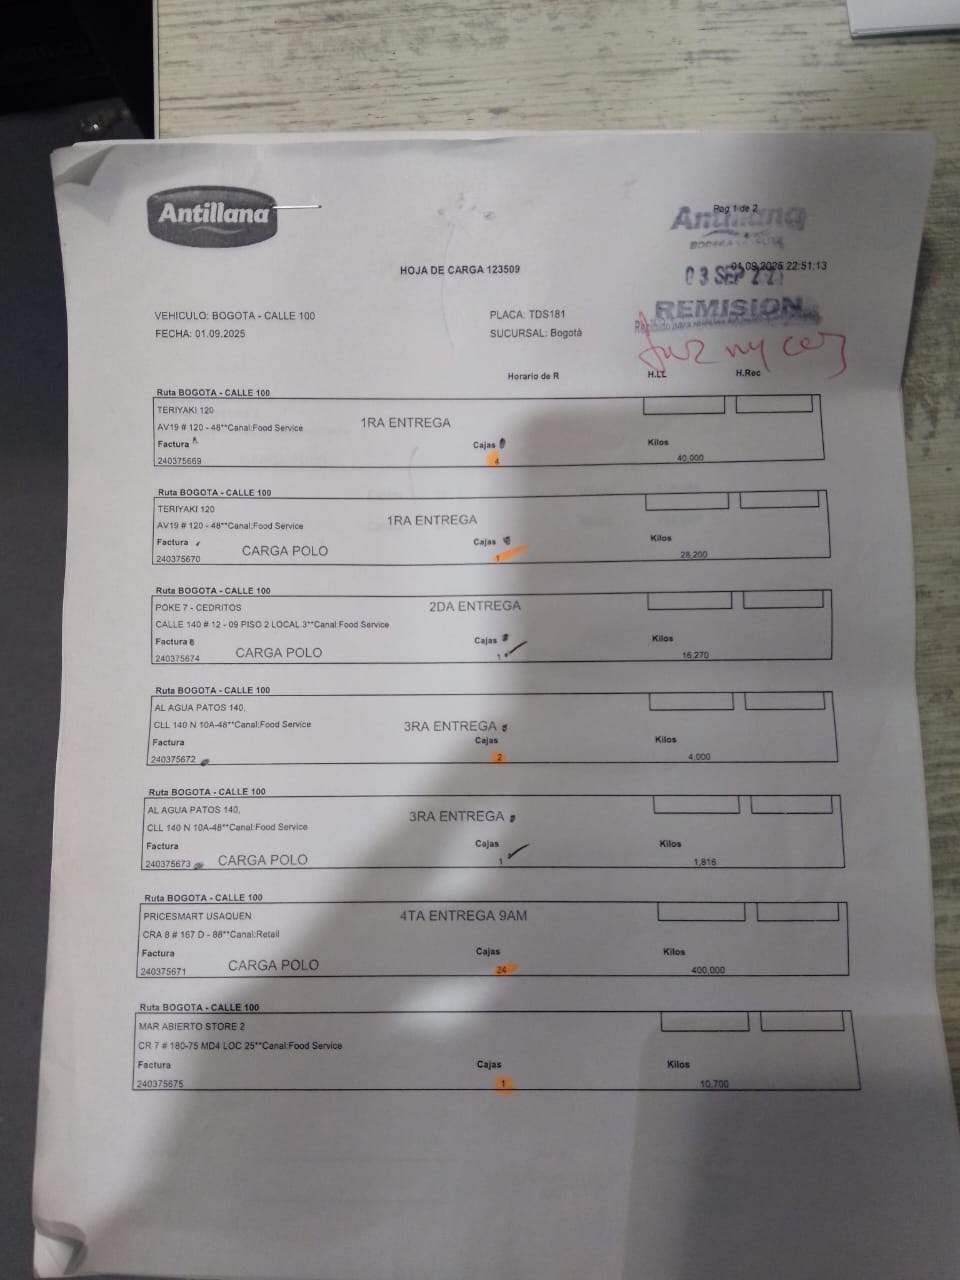 Antillana
Pag 1 de 2
Antillana
HOJA DE CARGA 123509
01.09.2025 22:51:13
03 SEP
REMISION
VEHICULO: BOGOTA - CALLE 100
PLACA: TDS181
FECHA: 01.09.2025
SUCURSAL: Bogotà
Horario de R
H.LL
H.Rec
Ruta BOGOTA - CALLE 100
TERIYAKI 120
AV19 # 120 - 48**Canal:Food Service
1RA ENTREGA
Factura
Cajas
Kilos
240375669
4
40,000
Ruta BOGOTA - CALLE 100
TERIYAKI 120
AV19 # 120 - 48**Canal:Food Service
1RA ENTREGA
Factura
Cajas
Kilos
240375670
CARGA POLO
1
28,200
Ruta BOGOTA - CALLE 100
POKE 7 - CEDRITOS
2DA ENTREGA
CALLE 140 # 12 - 09 PISO 2 LOCAL 3**Canal:Food Service
Factura
Cajas
Kilos
240375674
CARGA POLO
1
16,270
Ruta BOGOTA - CALLE 100
AL AGUA PATOS 140,
CLL 140 N 10A-48**Canal:Food Service
3RA ENTREGA
Factura
Cajas
Kilos
240375672
2
4,000
Ruta BOGOTA - CALLE 100
AL AGUA PATOS 140,
3RA ENTREGA
CLL 140 N 10A-48**Canal:Food Service
Factura
Cajas
Kilos
240375673
CARGA POLO
1
1,816
Ruta BOGOTA - CALLE 100
PRICESMART USAQUEN
4TA ENTREGA 9AM
CRA 8 # 167 D - 88**Canal:Retail
Factura
Cajas
Kilos
240375671
CARGA POLO
24
400,000
Ruta BOGOTA - CALLE 100
MAR ABIERTO STORE 2
CR 7 # 180-75 MD4 LOC 25**Canal:Food Service
Factura
Cajas
Kilos
240375675
1
10,700